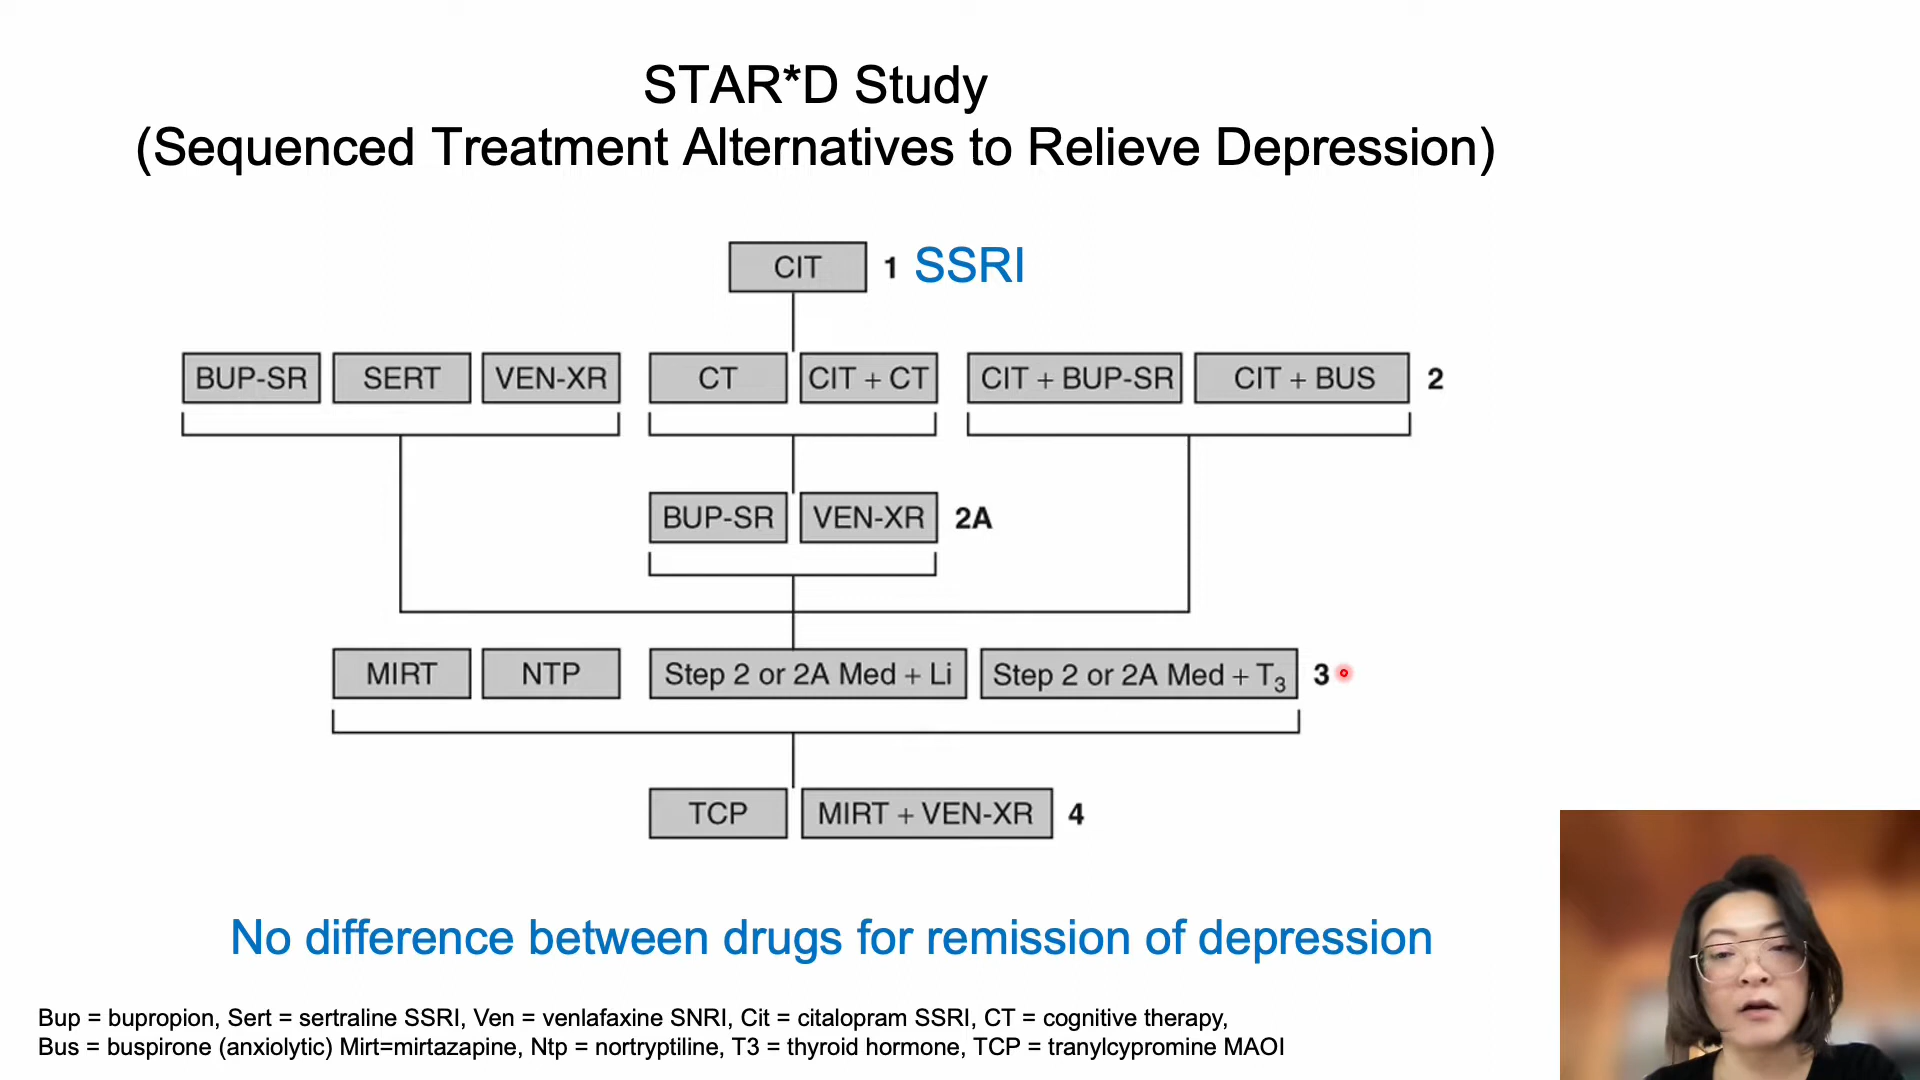 STAR*D Study
(Sequenced Treatment Alternatives to Relieve Depression)
CIT 1 SSRI
BUP-SR SERT VEN-XR CT CIT + CT CIT + BUP-SR CIT + BUS 2
BUP-SR VEN-XR 2A
MIRT NTP Step 2 or 2A Med + Li Step 2 or 2A Med + T₃ 3
TCP MIRT + VEN-XR 4
No difference between drugs for remission of depression
Bup = bupropion, Sert = sertraline SSRI, Ven = venlafaxine SNRI, Cit = citalopram SSRI, CT = cognitive therapy,
Bus = buspirone (anxiolytic) Mirt=mirtazapine, Ntp = nortryptiline, T3 = thyroid hormone, TCP = tranylcypromine MAOI